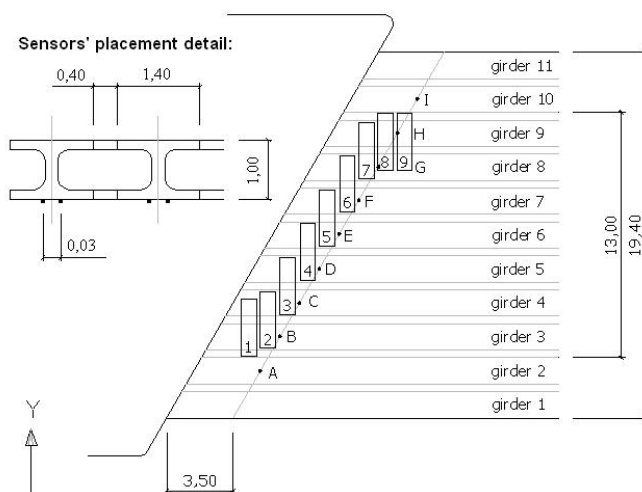 Sensors' placement detail:
0,40
1,40
1,00
0,03
girder 11
I
girder 10
H
girder 9
7
8
9
G
girder 8
6
F
girder 7
5
E
girder 6
4
D
girder 5
3
C
girder 4
1
2
B
girder 3
A
girder 2
girder 1
13,00
19,40
Y
3,50